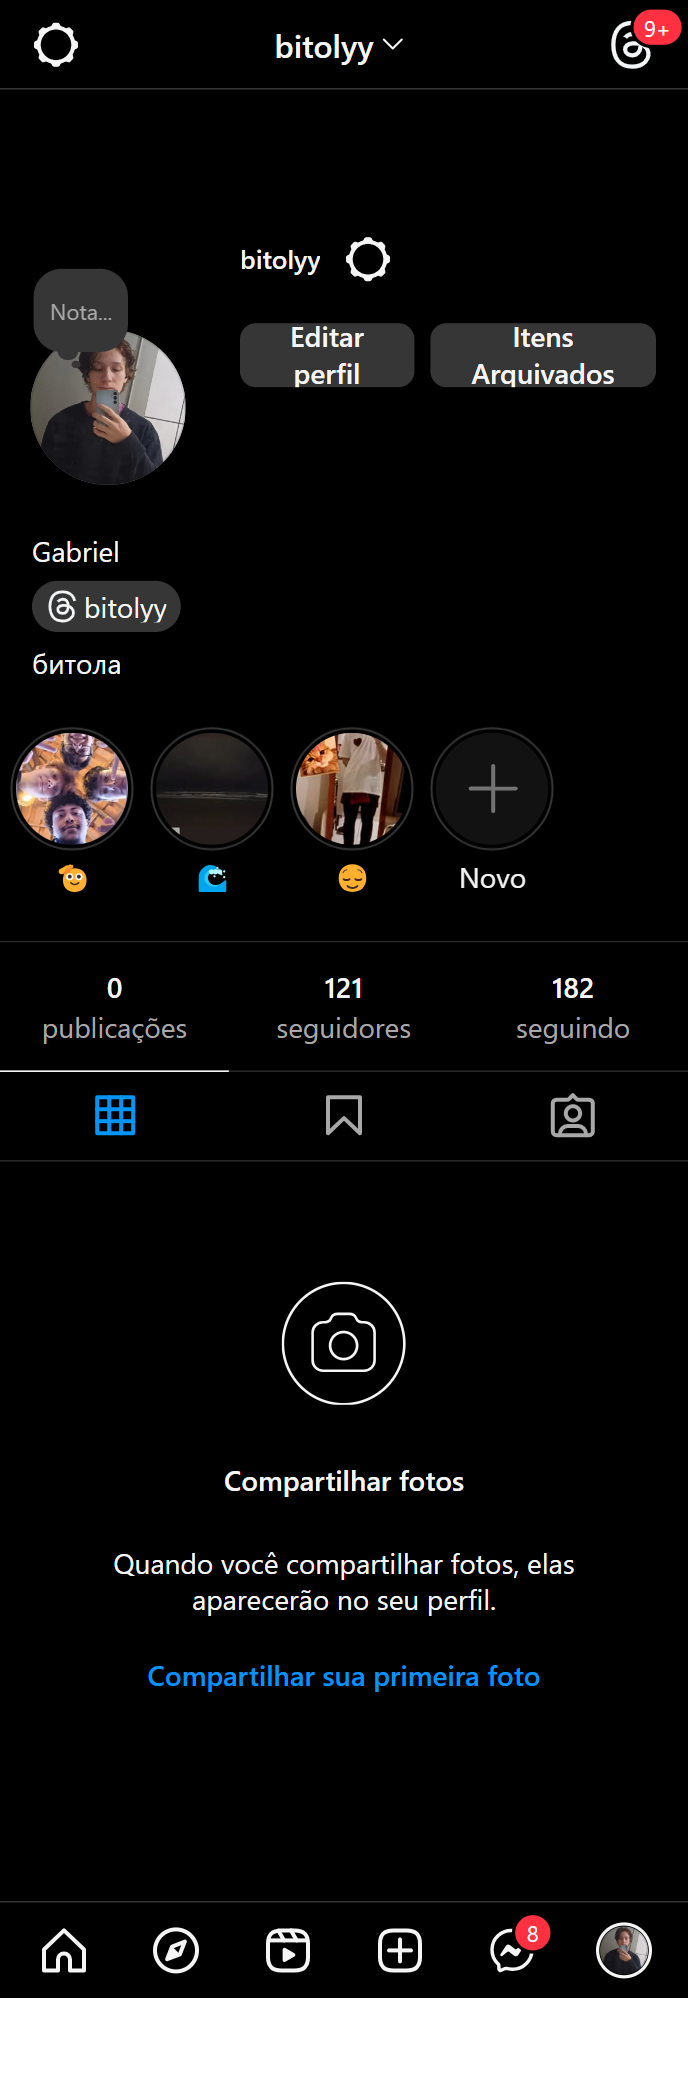 bitolyy
9+
bitolyy
Nota...
Editar
perfil
Itens
Arquivados
Gabriel
bitolyy
битола
Novo
0
publicações
121
seguidores
182
seguindo
Compartilhar fotos
Quando você compartilhar fotos, elas
aparecerão no seu perfil.
Compartilhar sua primeira foto
8